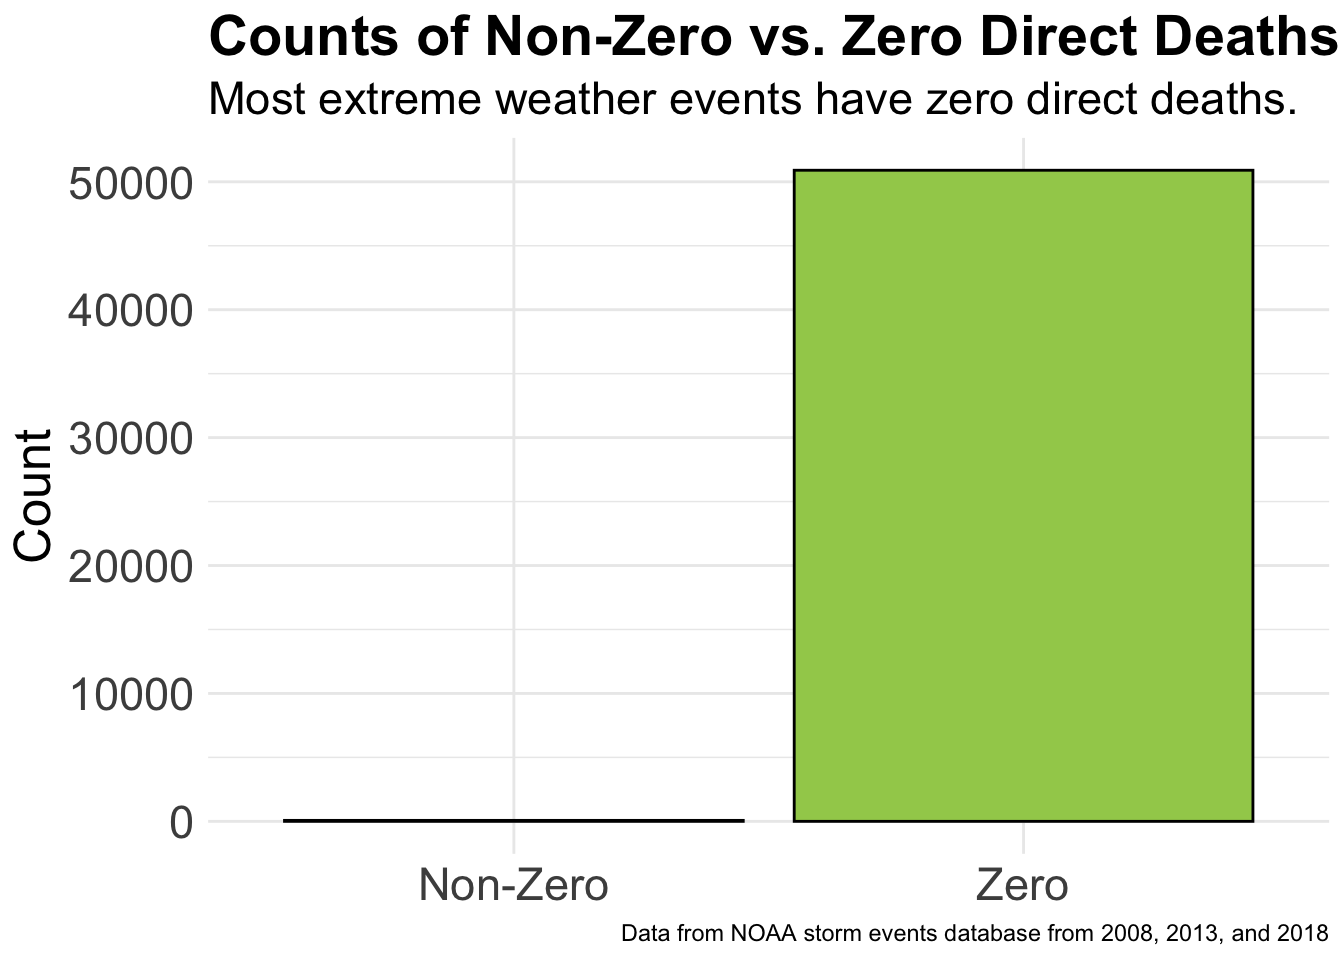 Counts of Non-Zero vs. Zero Direct Deaths
Most extreme weather events have zero direct deaths.
50000
40000
30000
20000
10000
0
Count
Non-Zero
Zero
Data from NOAA storm events database from 2008, 2013, and 2018